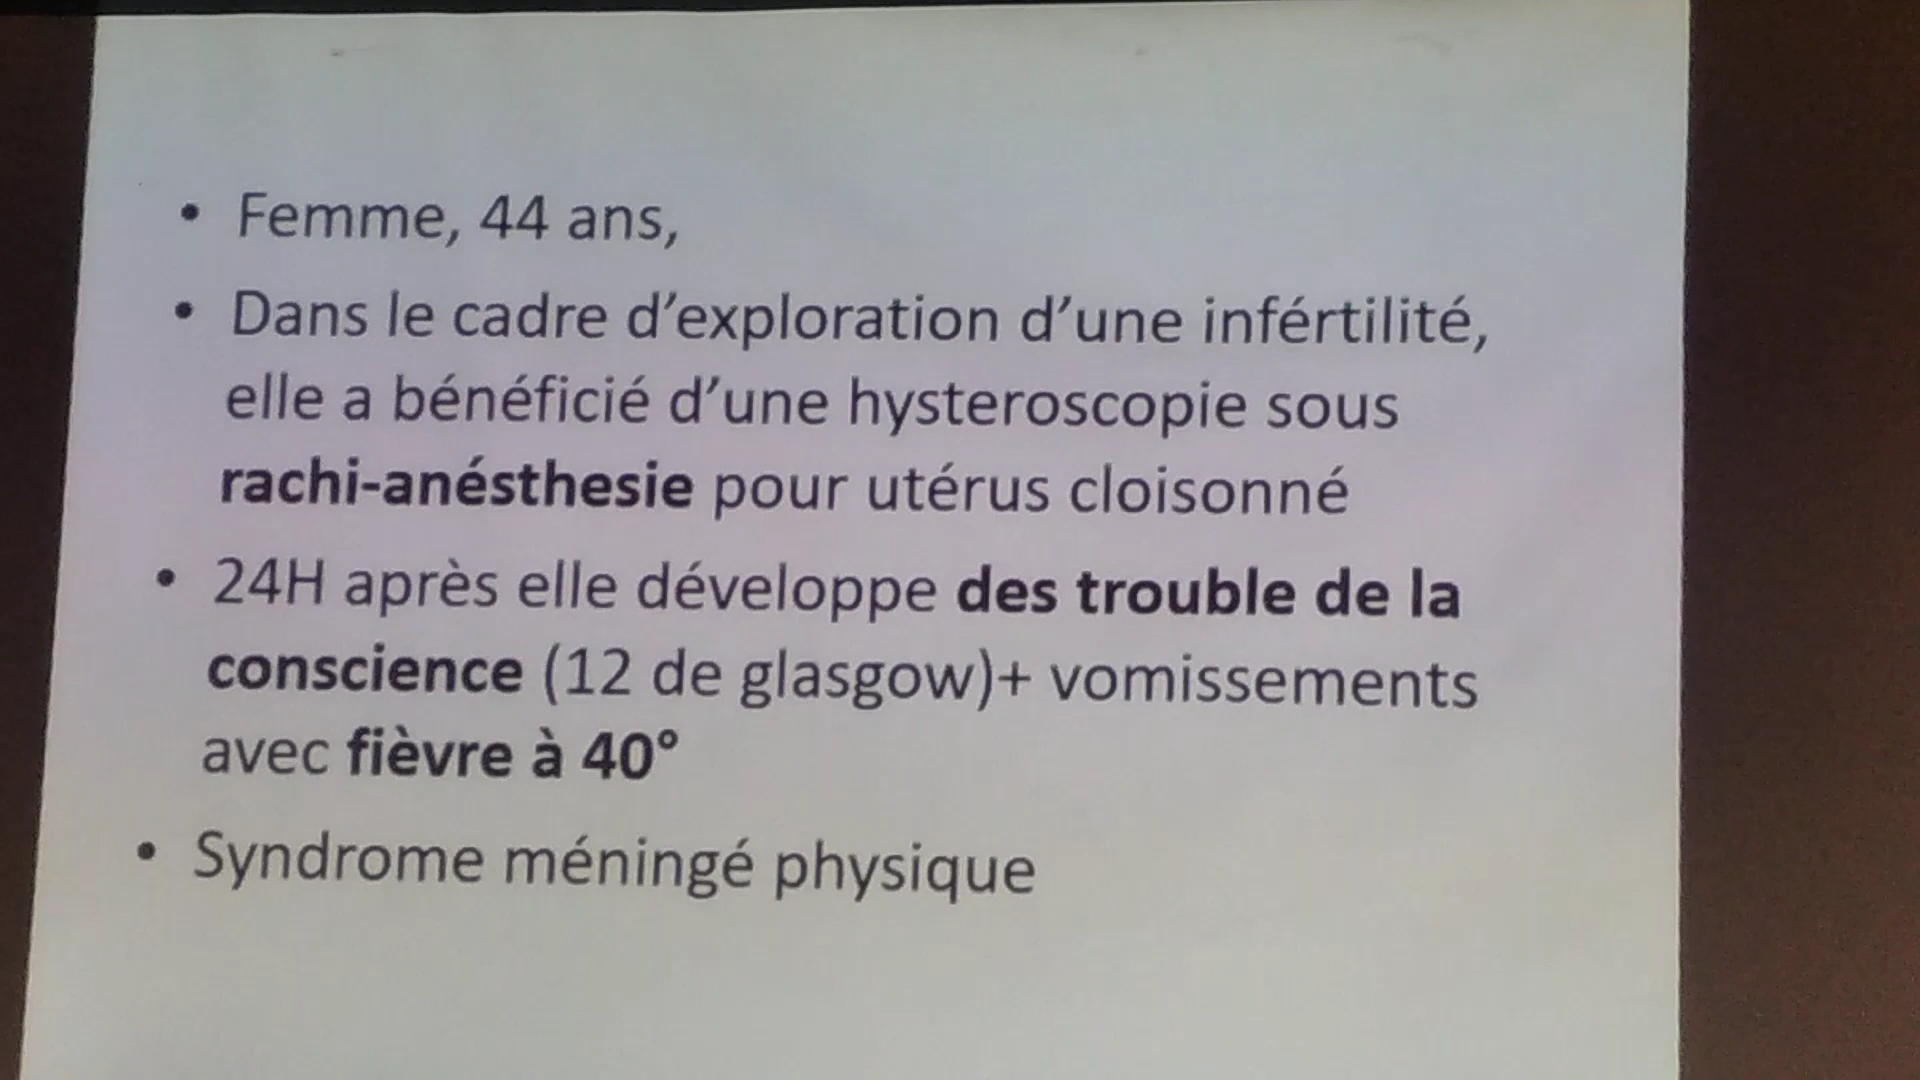 • Femme, 44 ans,
• Dans le cadre d'exploration d'une infértilité,
elle a bénéficié d'une hysteroscopie sous
rachi-anésthesie pour utérus cloisonné
• 24H après elle développe des trouble de la
conscience (12 de glasgow)+ vomissements
avec fièvre à 40°
• Syndrome méningé physique